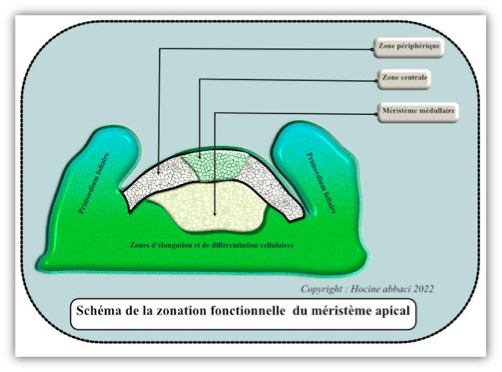 Zone périphérique
Zone centrale
Méristème médullaire
Primordium foliaire
Primordium foliaire
Zones d'élongation et de différentiation cellulaires
Copyright : Hocine abbaci 2022
Schéma de la zonation fonctionnelle du méristème apical